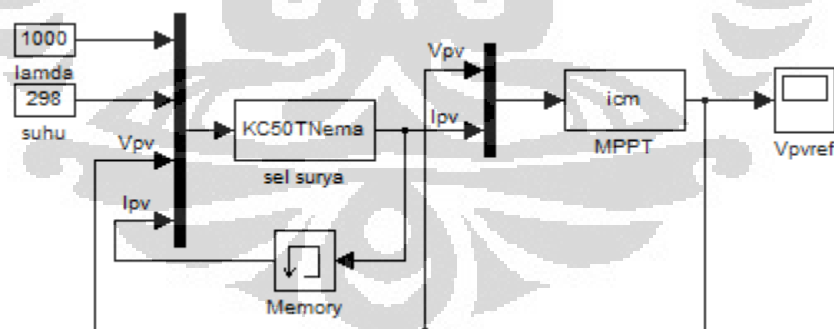 1000
lamda
298
suhu
Vpv
Ipv
KC50TNema
sel surya
Memory
Vpv
Ipv
icm
MPPT
Vpvref